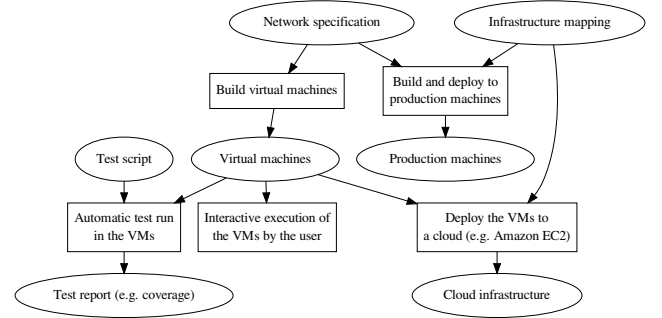 Network specification
Infrastructure mapping
Build virtual machines
Build and deploy to
production machines
Test script
Virtual machines
Production machines
Automatic test run
in the VMs
Interactive execution of
the VMs by the user
Deploy the VMs to
a cloud (e.g. Amazon EC2)
Test report (e.g. coverage)
Cloud infrastructure